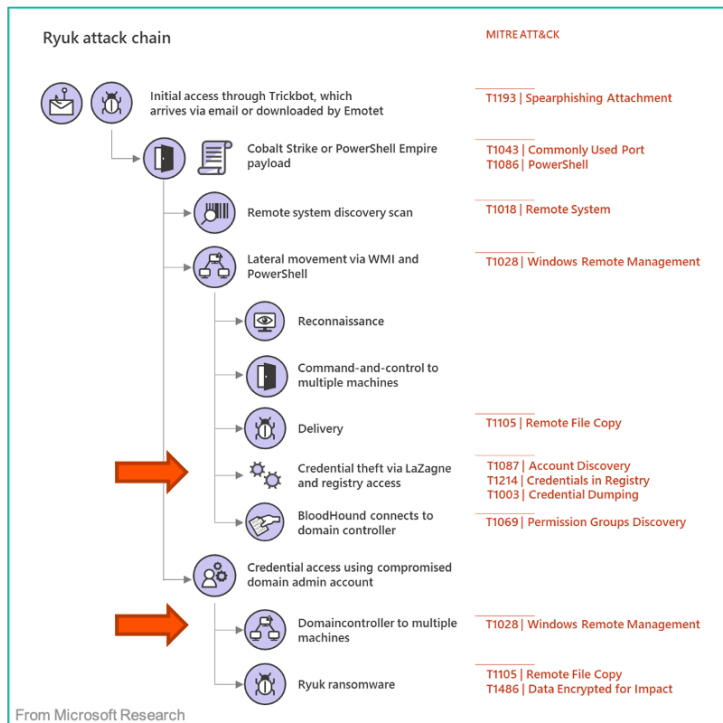 Ryuk attack chain
MITRE ATT&CK
Initial access through Trickbot, which
arrives via email or downloaded by Emotet
T1193 | Spearphishing Attachment
Cobalt Strike or PowerShell Empire
payload
T1043 | Commonly Used Port
T1086 | PowerShell
Remote system discovery scan
T1018 | Remote System
Lateral movement via WMI and
PowerShell
T1028 | Windows Remote Management
Reconnaissance
Command-and-control to
multiple machines
Delivery
T1105 | Remote File Copy
Credential theft via LaZagne
and registry access
T1087 | Account Discovery
T1214 | Credentials in Registry
T1003 | Credential Dumping
BloodHound connects to
domain controller
T1069 | Permission Groups Discovery
Credential access using compromised
domain admin account
Domaincontroller to multiple
machines
T1028 | Windows Remote Management
Ryuk ransomware
T1105 | Remote File Copy
T1486 | Data Encrypted for Impact
From Microsoft Research